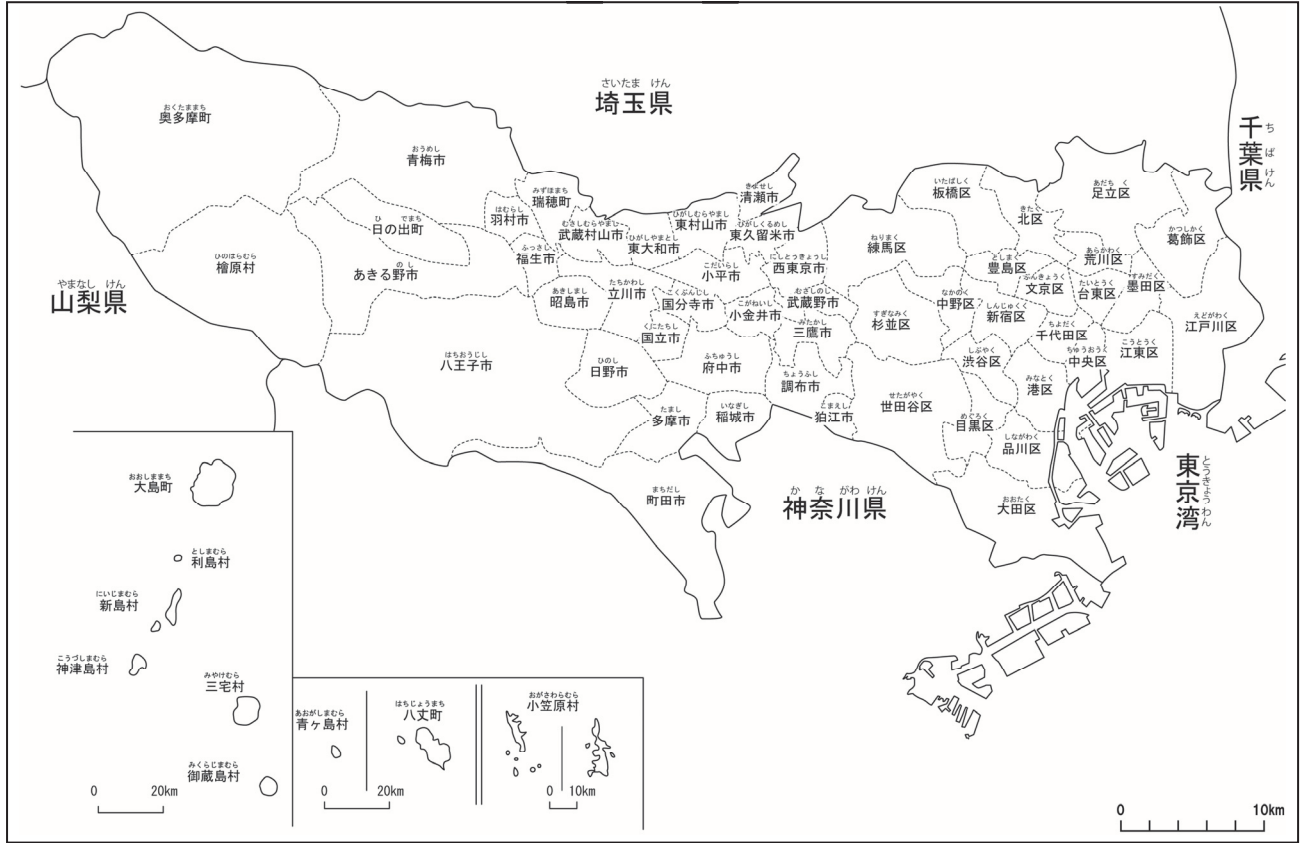 さいたま けん
埼玉県
ち ば けん
千葉県
やまなし けん
山梨県
か な がわ けん
神奈川県
とうきょう わん
東京湾
おくたままち
奥多摩町
おうめし
青梅市
みずほまち
瑞穂町
はむらし
羽村市
ひ でまち
日の出町
ひのはらむら
檜原村
のし
あきる野市
ふっさし
福生市
むさしむらやまし
武蔵村山市
ひがしやまとし
東大和市
ひがしむらやまし
東村山市
きよせし
清瀬市
ひがしくるめし
東久留米市
にしとうきょうし
西東京市
こだいらし
小平市
あきしまし
昭島市
たちかわし
立川市
こくぶんじし
国分寺市
こがねいし
小金井市
むさしのし
武蔵野市
みたかし
三鷹市
くにたちし
国立市
はちおうじし
八王子市
ひのし
日野市
ふちゅうし
府中市
ちょうふし
調布市
こまえし
狛江市
たまし
多摩市
いなぎし
稲城市
まちだし
町田市
いたばしく
板橋区
きたく
北区
あだち く
足立区
かつしかく
葛飾区
ねりまく
練馬区
としまく
豊島区
あらかわく
荒川区
ぶんきょうく
文京区
たいとうく
台東区
すみだく
墨田区
なかのく
中野区
しんじゅくく
新宿区
すぎなみく
杉並区
ちよだく
千代田区
ちゅうおうく
中央区
こうとうく
江東区
えどがわく
江戸川区
しぶやく
渋谷区
みなとく
港区
せたがやく
世田谷区
めぐろく
目黒区
しながわく
品川区
おおたく
大田区
おおしままち
大島町
としまむら
利島村
にいじまむら
新島村
こうづしまむら
神津島村
みやけむら
三宅村
みくらじまむら
御蔵島村
0 20km
あおがしまむら
青ヶ島村
はちじょうまち
八丈町
0 20km
おがさわらむら
小笠原村
0 10km
0 10km